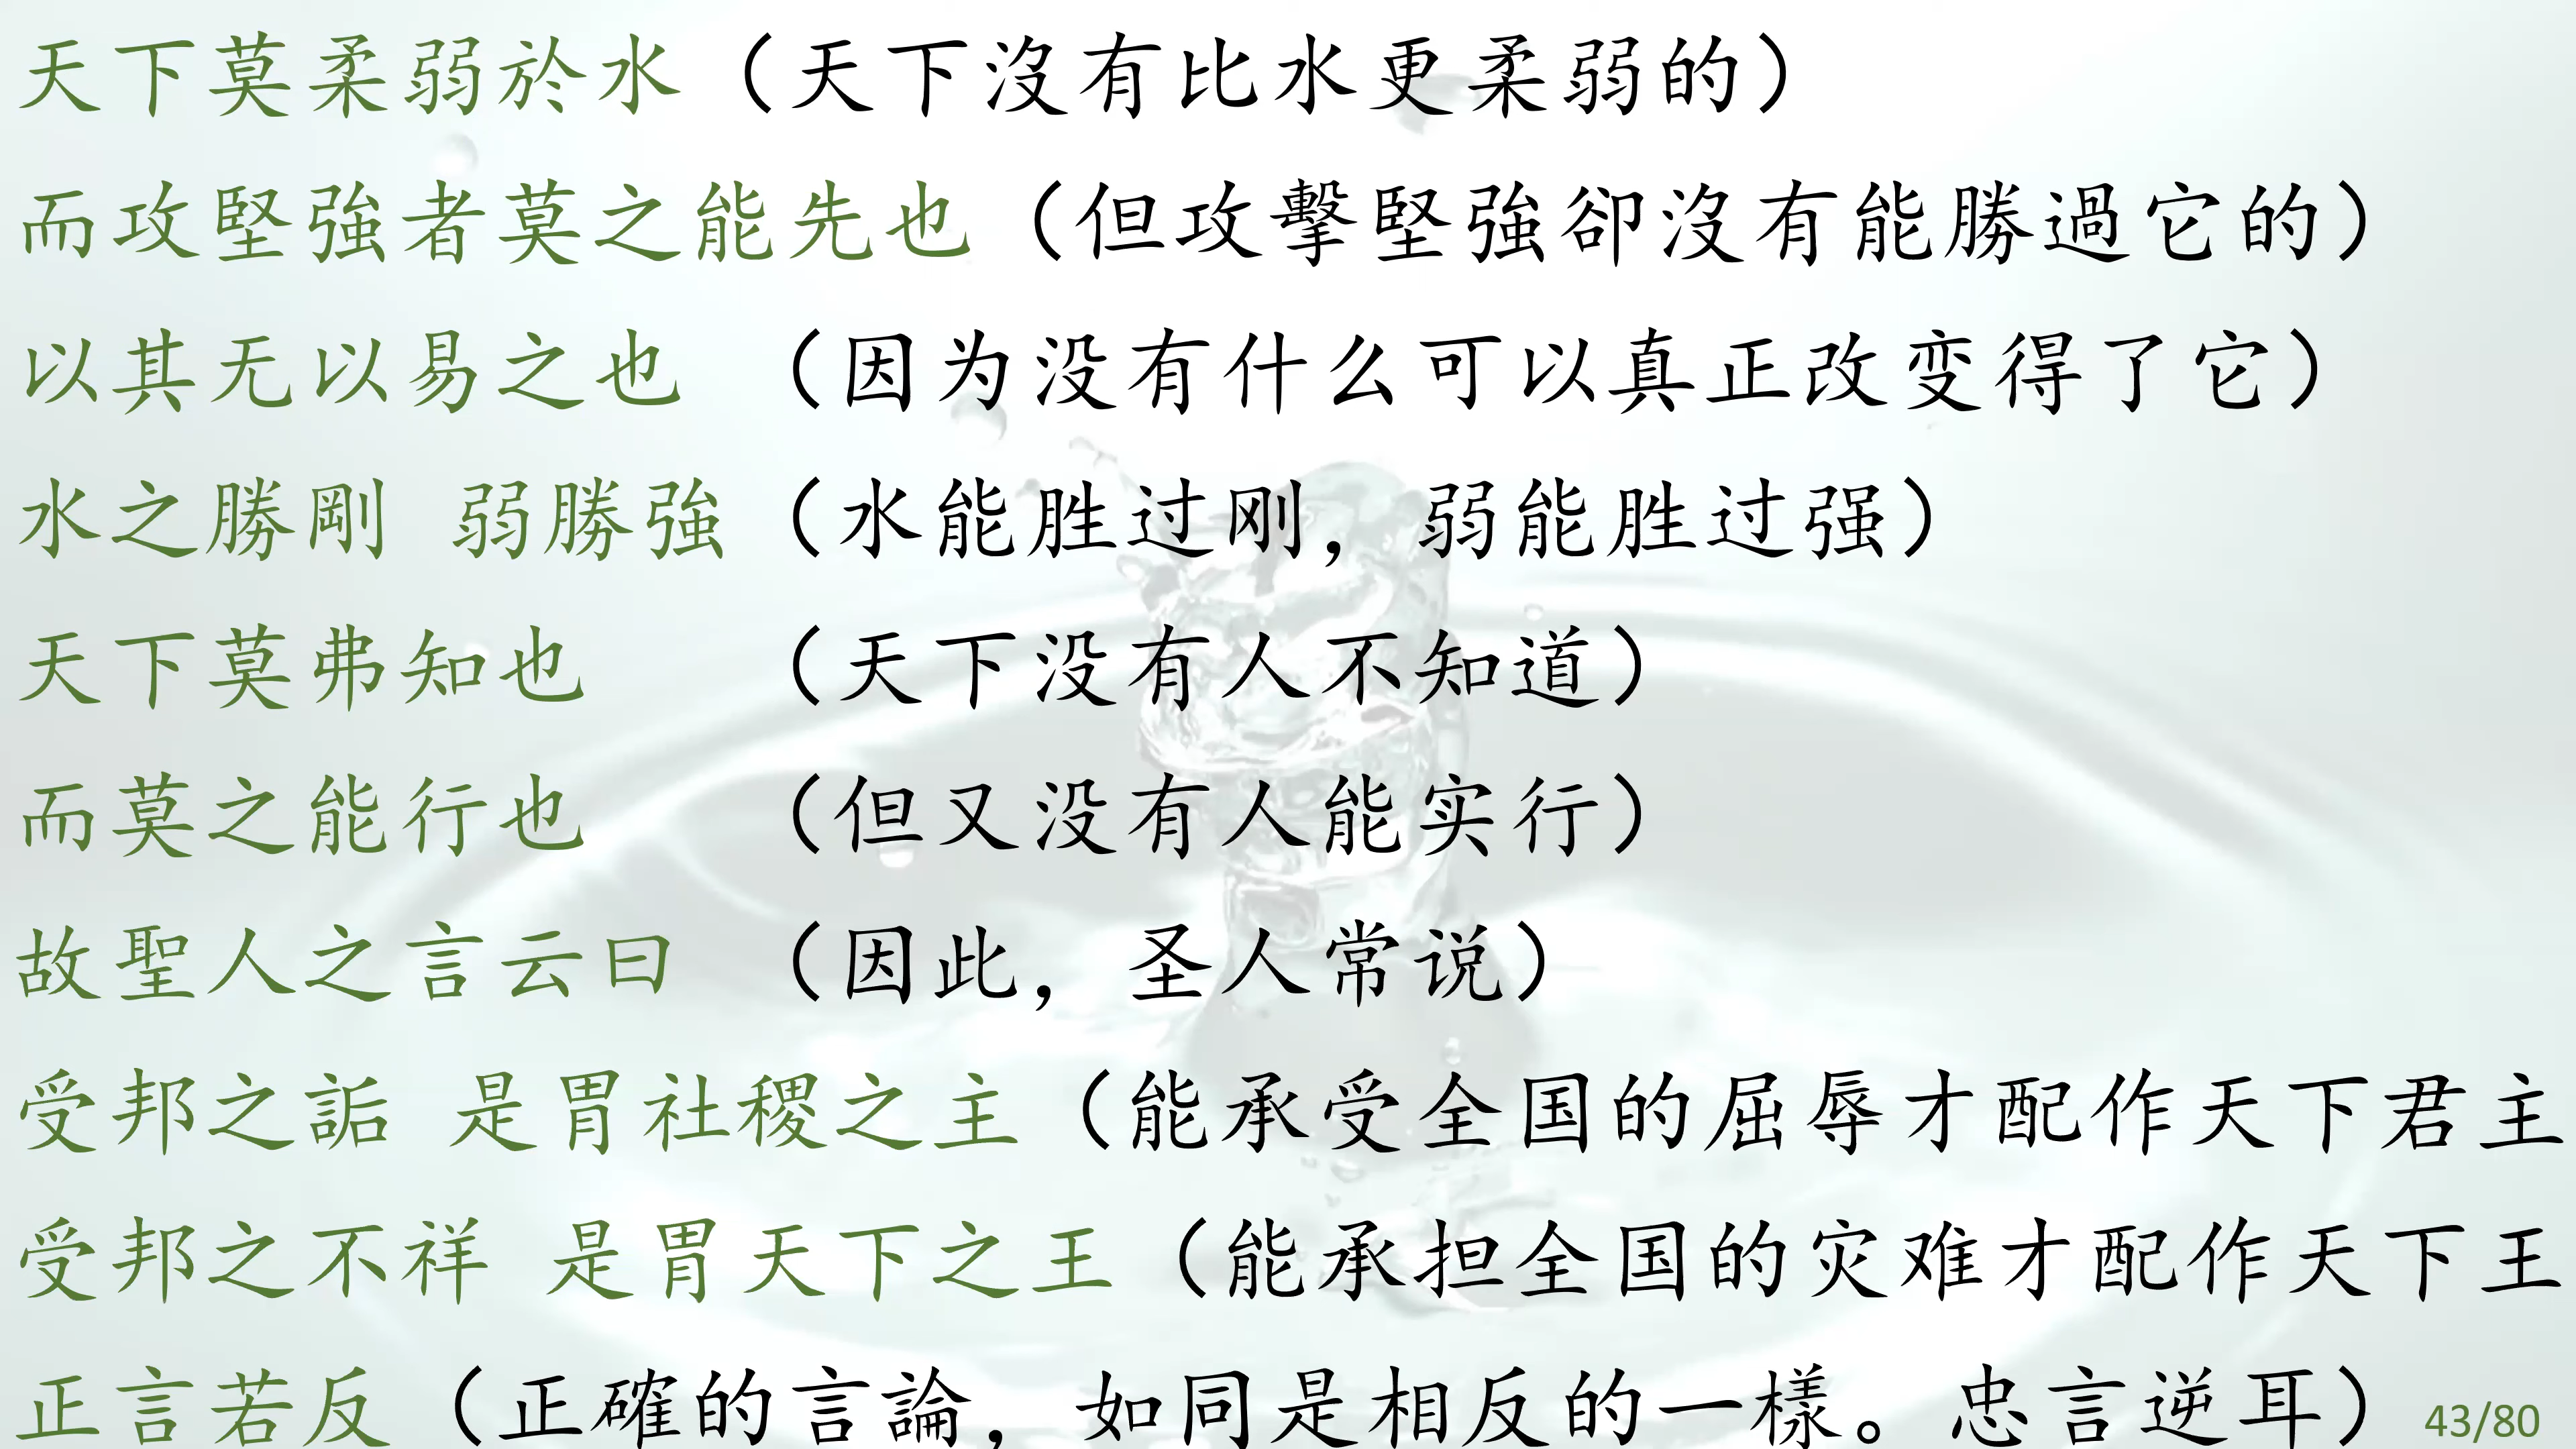 天下莫柔弱於水（天下沒有比水更柔弱的）
而攻堅強者莫之能先也（但攻擊堅強卻沒有能勝過它的）
以其无以易之也（因为没有什么可以真正改变得了它）
水之勝剛 弱勝強（水能胜过刚，弱能胜过强）
天下莫弗知也（天下没有人不知道）
而莫之能行也（但又没有人能实行）
故聖人之言云曰（因此，圣人常说）
受邦之詬 是胃社稷之主（能承受全国的屈辱才配作天下君主
受邦之不祥 是胃天下之王（能承担全国的灾难才配作天下王
正言若反（正確的言論，如同是相反的一樣。忠言逆耳）
43/80